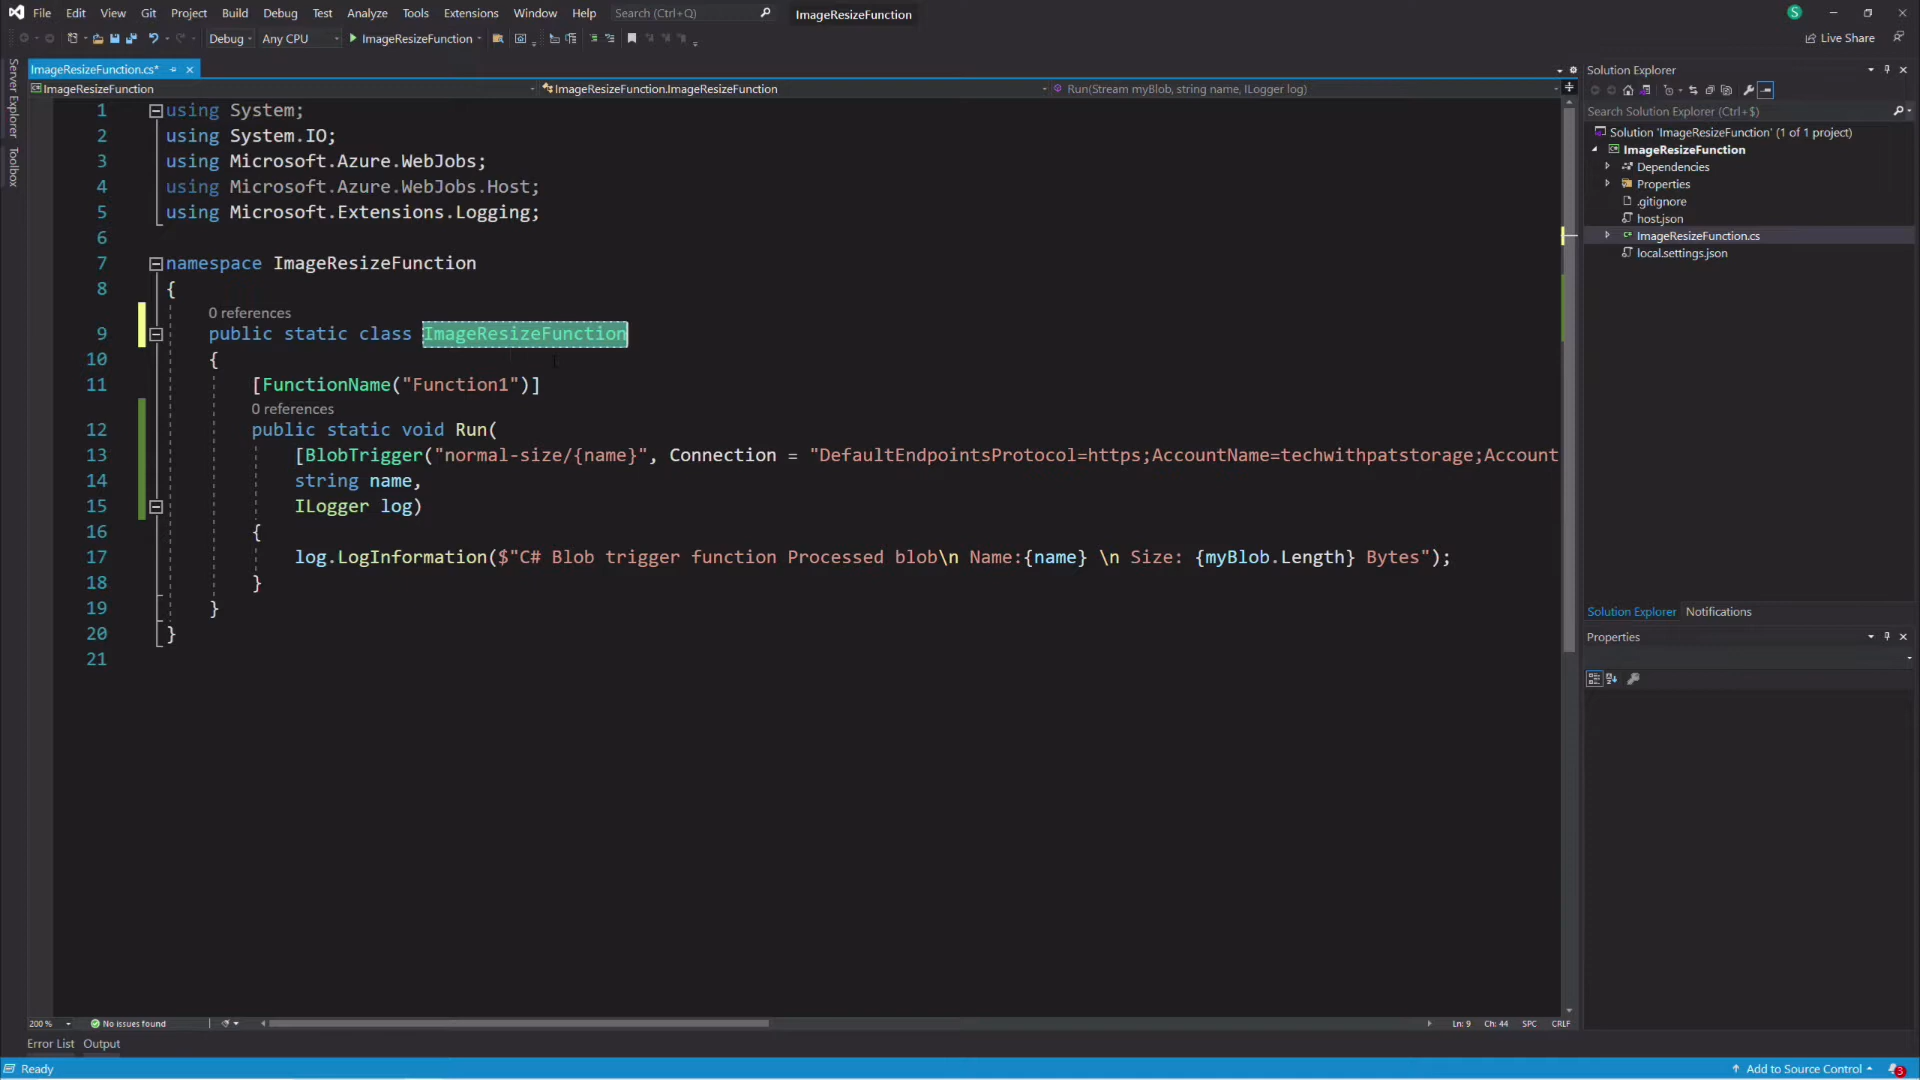 File Edit View Git Project Build Debug Test Analyze Tools Extensions Window Help Search (Ctrl+Q) ImageResizeFunction S
Debug Any CPU ImageResizeFunction Live Share
Server Explorer
Toolbox
ImageResizeFunction.cs*
ImageResizeFunction ImageResizeFunction.ImageResizeFunction Run(Stream myBlob, string name, ILogger log)
1 using System;
2 using System.IO;
3 using Microsoft.Azure.WebJobs;
4 using Microsoft.Azure.WebJobs.Host;
5 using Microsoft.Extensions.Logging;
6
7 namespace ImageResizeFunction
8 {
0 references
9 public static class ImageResizeFunction
10 {
11 [FunctionName("Function1")]
0 references
12 public static void Run(
13 [BlobTrigger("normal-size/{name}", Connection = "DefaultEndpointsProtocol=https;AccountName=techwithpatstorage;Account
14 string name,
15 ILogger log)
16 {
17 log.LogInformation($"C# Blob trigger function Processed blob\n Name:{name} \n Size: {myBlob.Length} Bytes");
18 }
19 }
20 }
21
200 % No issues found Ln: 9 Ch: 44 SPC CRLF
Error List Output
Ready Add to Source Control 3
Solution Explorer
Search Solution Explorer (Ctrl+$)
Solution 'ImageResizeFunction' (1 of 1 project)
ImageResizeFunction
Dependencies
Properties
.gitignore
host.json
ImageResizeFunction.cs
local.settings.json
Solution Explorer Notifications
Properties